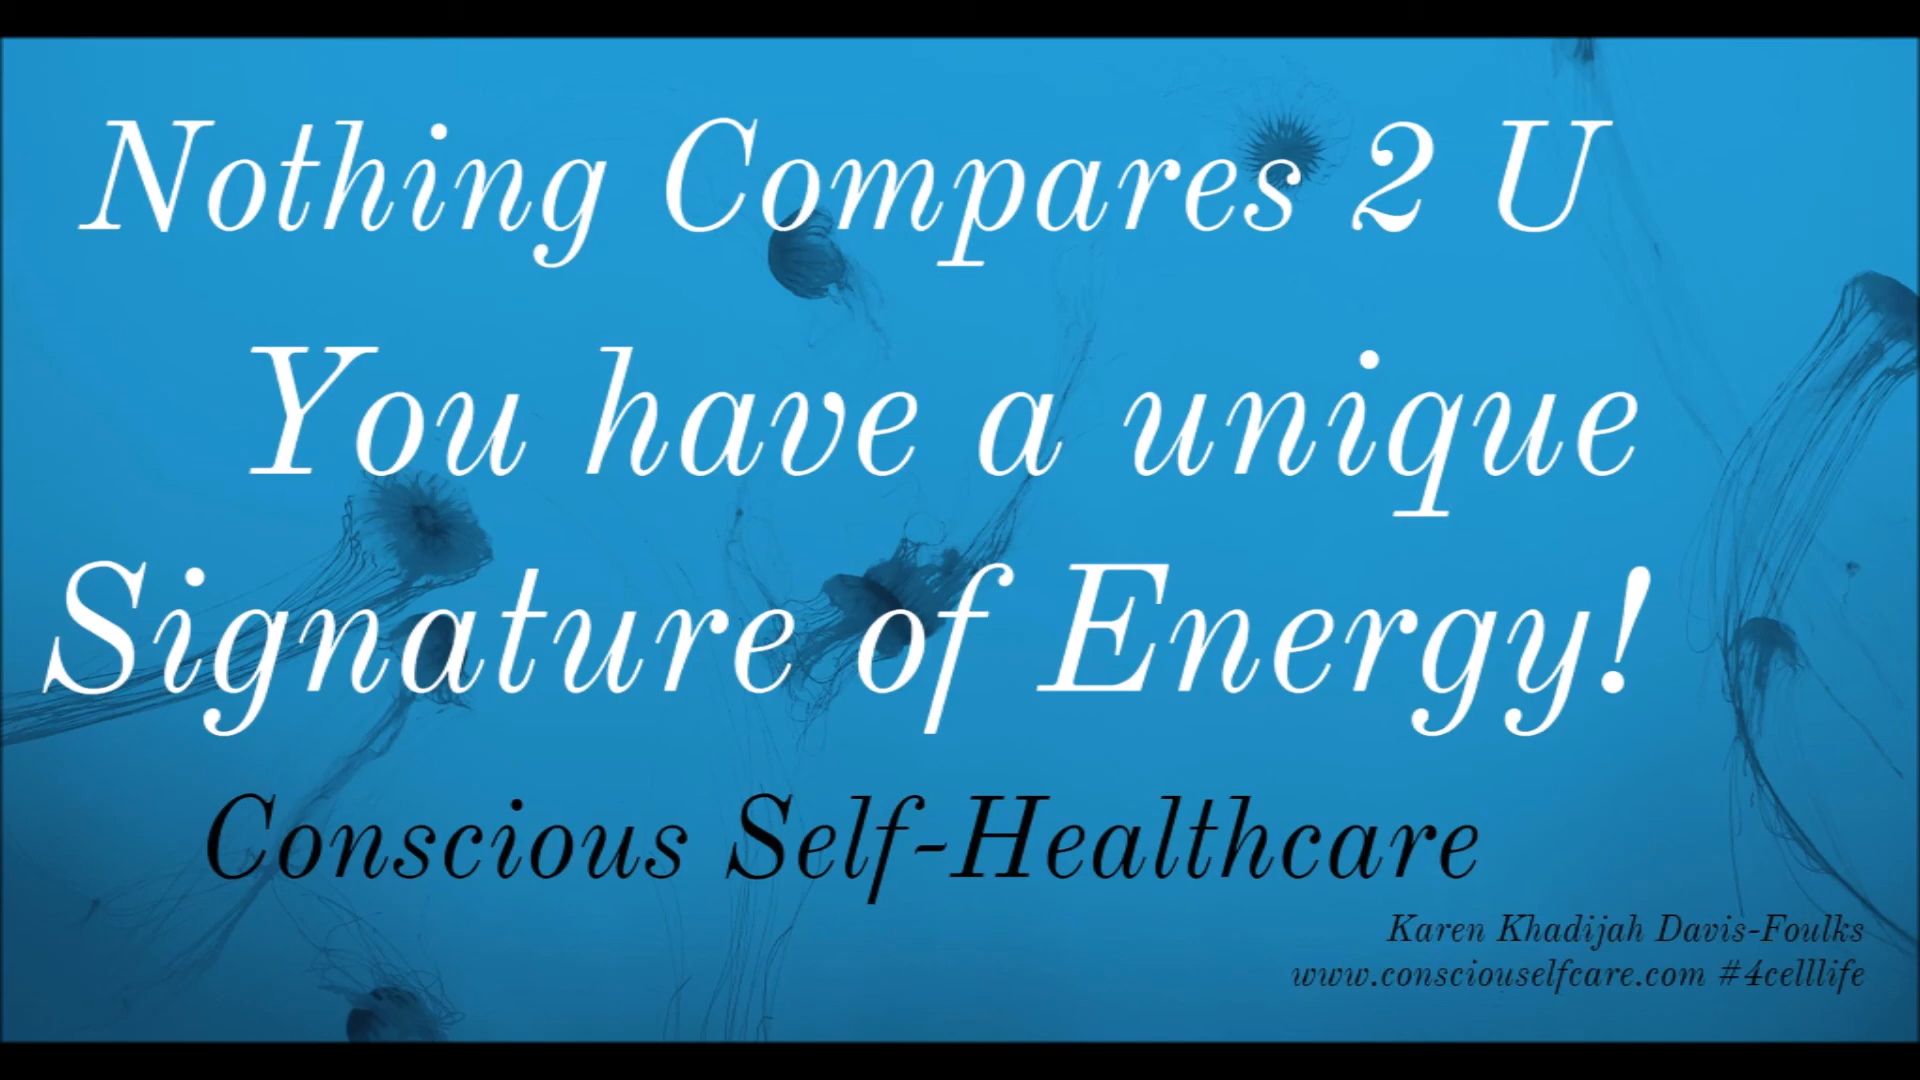 Nothing Compares 2 U
You have a unique
Signature of Energy!
Conscious Self-Healthcare
Karen Khadijah Davis-Foulks
www.consciouselfcare.com #4celllife